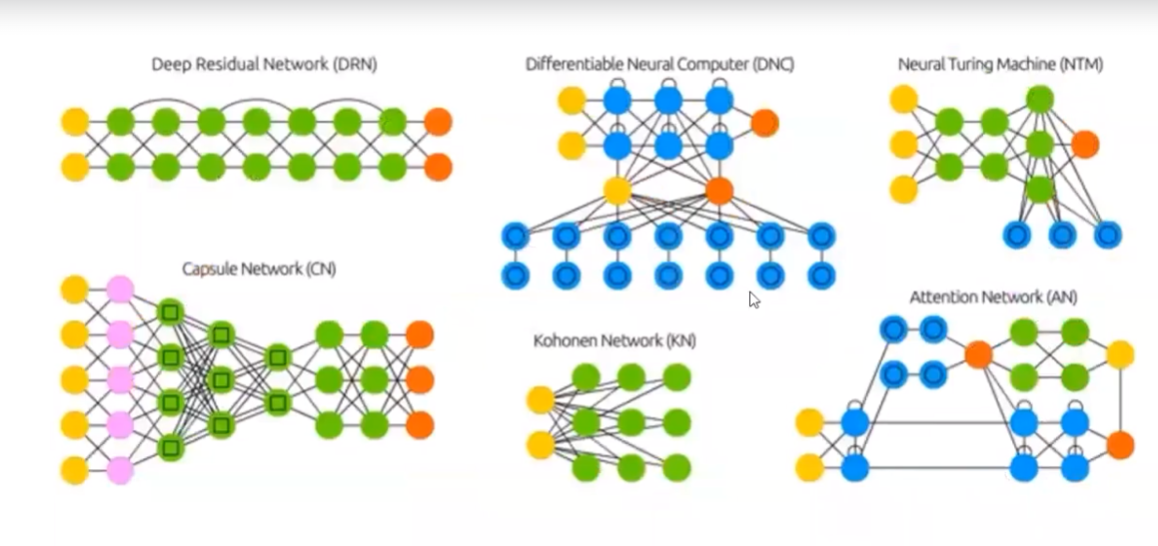 Deep Residual Network (DRN)
Differentiable Neural Computer (DNC)
Neural Turing Machine (NTM)
Capsule Network (CN)
Kohonen Network (KN)
Attention Network (AN)